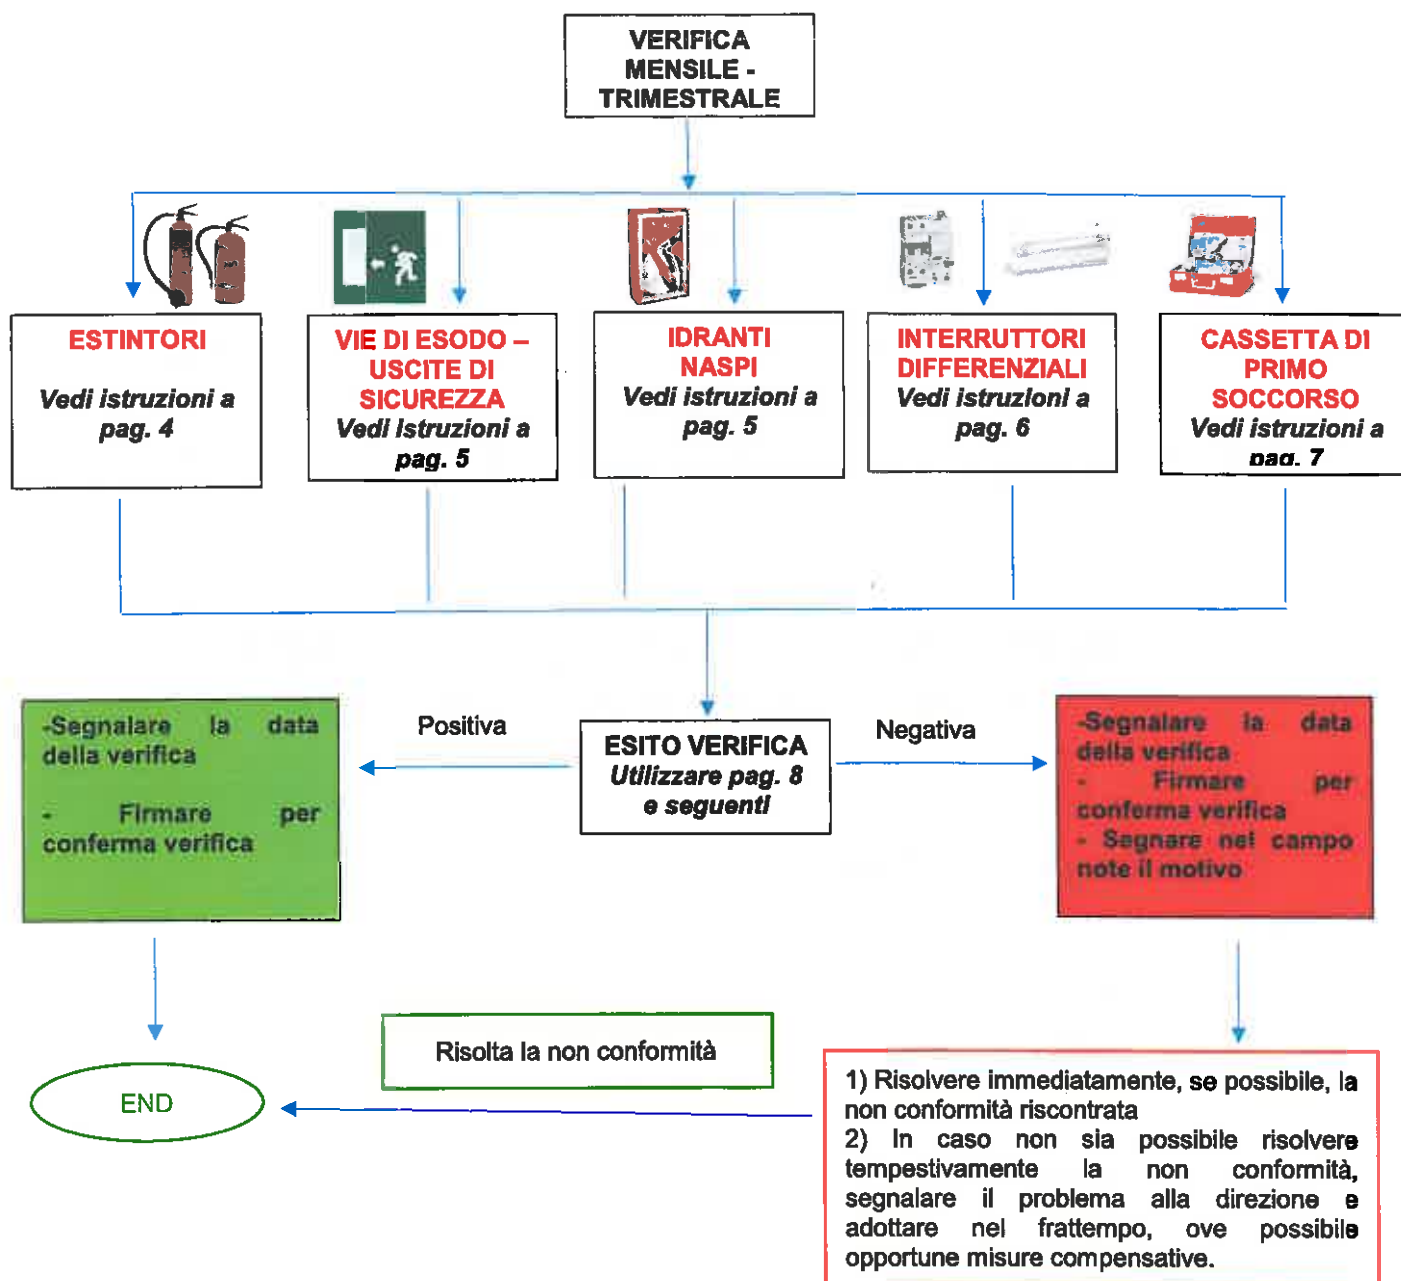 VERIFICA
MENSILE -
TRIMESTRALE
ESTINTORI
Vedi istruzioni a
pag. 4
VIE DI ESODO –
USCITE DI
SICUREZZA
Vedi istruzioni a
pag. 5
IDRANTI
NASPI
Vedi istruzioni a
pag. 5
INTERRUTTORI
DIFFERENZIALI
Vedi istruzioni a
pag. 6
CASSETTA DI
PRIMO
SOCCORSO
Vedi istruzioni a
pag. 7
-Segnalare la data
della verifica
- Firmare per
conferma verifica
Positiva
ESITO VERIFICA
Utilizzare pag. 8
e seguenti
Negativa
-Segnalare la data
della verifica
- Firmare per
conferma verifica
- Segnare nel campo
note il motivo
END
Risolta la non conformità
1) Risolvere immediatamente, se possibile, la
non conformità riscontrata
2) In caso non sia possibile risolvere
tempestivamente la non conformità,
segnalare il problema alla direzione e
adottare nel frattempo, ove possibile
opportune misure compensative.